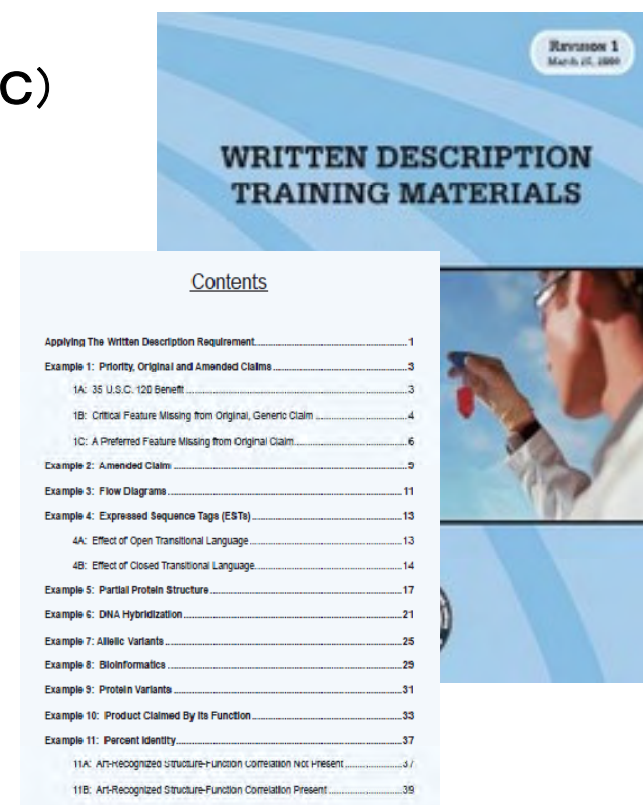 C)
REVISION 1
March 25, 2008
WRITTEN DESCRIPTION
TRAINING MATERIALS
Contents
Applying The Written Description Requirement 1
Example 1: Priority, Original and Amended Claims 3
1A: 35 U.S.C. 120 Benefit 3
1B: Critical Feature Missing from Original, Generic Claim 4
1C: A Preferred Feature Missing from Original Claim 6
Example 2: Amended Claim 9
Example 3: Flow Diagrams 11
Example 4: Expressed Sequence Tags (ESTs) 13
4A: Effect of Open Transitional Language 13
4B: Effect of Closed Transitional Language 14
Example 5: Partial Protein Structure 17
Example 6: DNA Hybridization 21
Example 7: Allelic Variants 25
Example 8: Bioinformatics 29
Example 9: Protein Variants 31
Example 10: Product Claimed By Its Function 33
Example 11: Percent Identity 37
11A: Art-Recognized Structure-Function Correlation Not Present 37
11B: Art-Recognized Structure-Function Correlation Present 39